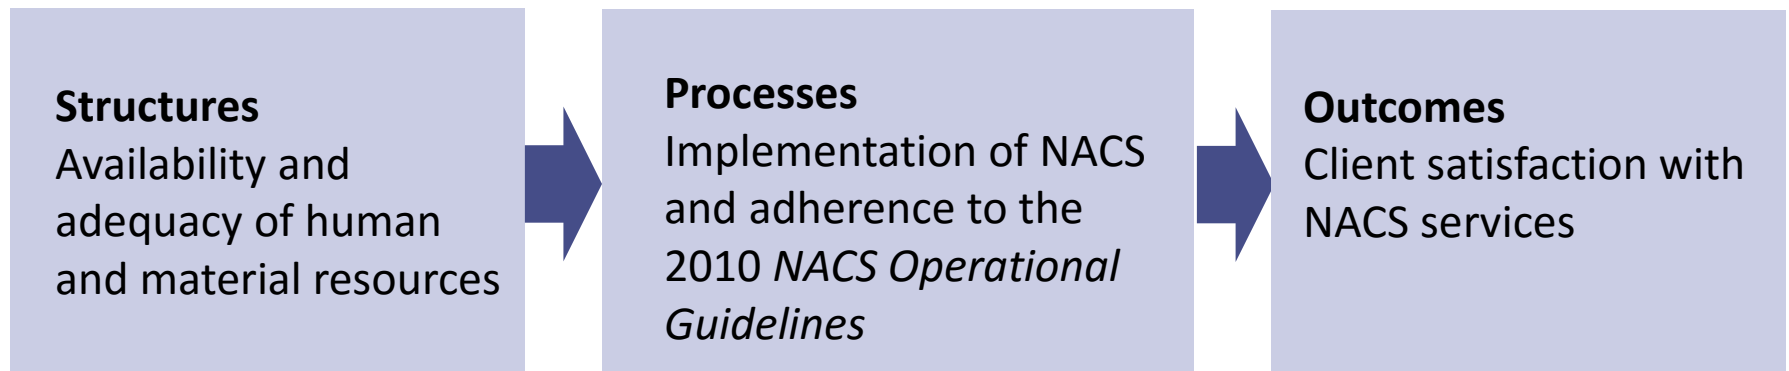 Structures
Availability and
adequacy of human
and material resources
Processes
Implementation of NACS
and adherence to the
2010 NACS Operational
Guidelines
Outcomes
Client satisfaction with
NACS services